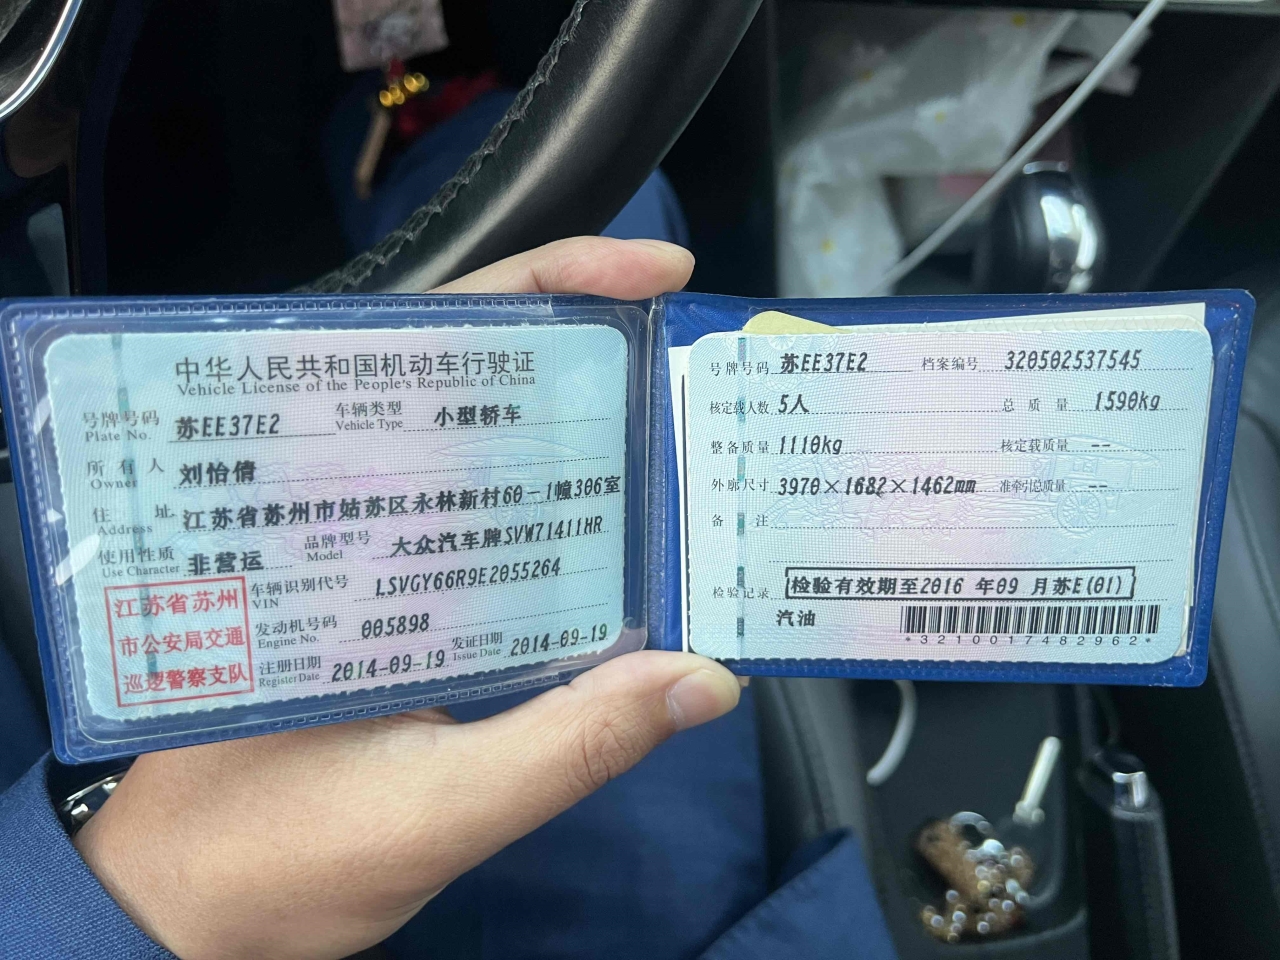 中华人民共和国机动车行驶证
Vehicle License of the People's Republic of China
号牌号码 苏EE37E2 车辆类型 小型轿车
Plate No. Vehicle Type
所有人 刘怡倩
Owner
住址 江苏省苏州市姑苏区永林新村60-1幢306室
Address
使用性质 非营运 品牌型号 大众汽车牌SVW71411HR
Use Character Model
江苏省苏州
市公安局交通
巡逻警察支队
车辆识别代号 LSVGY66R9E2055264
VIN
发动机号码 005898
Engine No.
注册日期 2014-09-19 发证日期 2014-09-19
Register Date Issue Date
号牌号码 苏EE37E2 档案编号 320502537545
核定载人数 5人 总质量 1590kg
整备质量 1110kg 核定载质量 --
外廓尺寸 3970×1682×1462mm 准牵引总质量 --
备注
检验记录 检验有效期至2016 年09 月苏E(01)
汽油
*3210017482962*